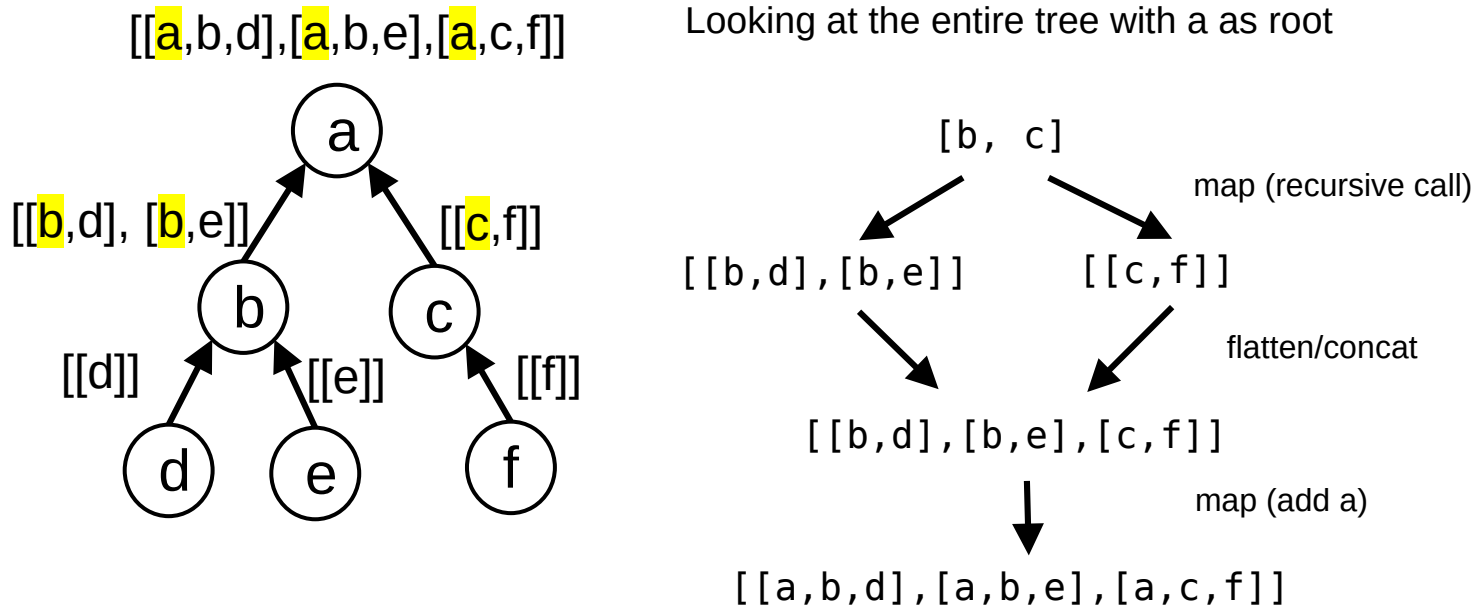 [[a,b,d],[a,b,e],[a,c,f]]
a
[[b,d], [b,e]]
[[c,f]]
b
c
[[d]]
[[e]]
[[f]]
d
e
f
Looking at the entire tree with a as root
[b, c]
map (recursive call)
[[b,d],[b,e]]
[[c,f]]
flatten/concat
[[b,d],[b,e],[c,f]]
map (add a)
[[a,b,d],[a,b,e],[a,c,f]]